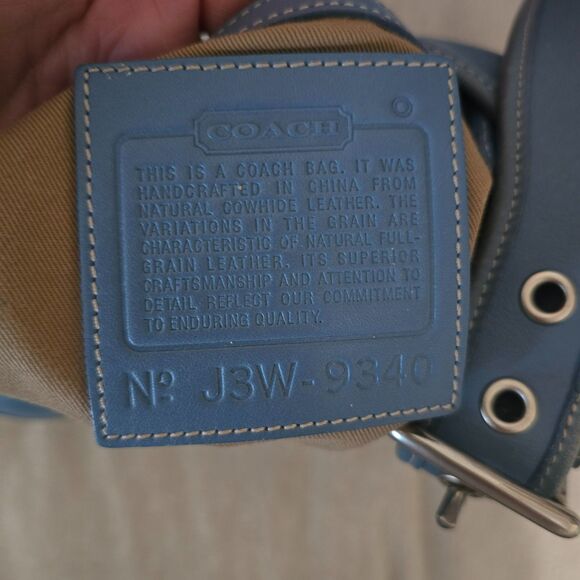 COACH
THIS IS A COACH BAG. IT WAS
HANDCRAFTED IN CHINA FROM
NATURAL COWHIDE LEATHER. THE
VARIATIONS IN THE GRAIN ARE
CHARACTERISTIC OF NATURAL FULL-
GRAIN LEATHER. ITS SUPERIOR
CRAFTSMANSHIP AND ATTENTION TO
DETAIL REFLECT OUR COMMITMENT
TO ENDURING QUALITY.
Nº J3W-9340